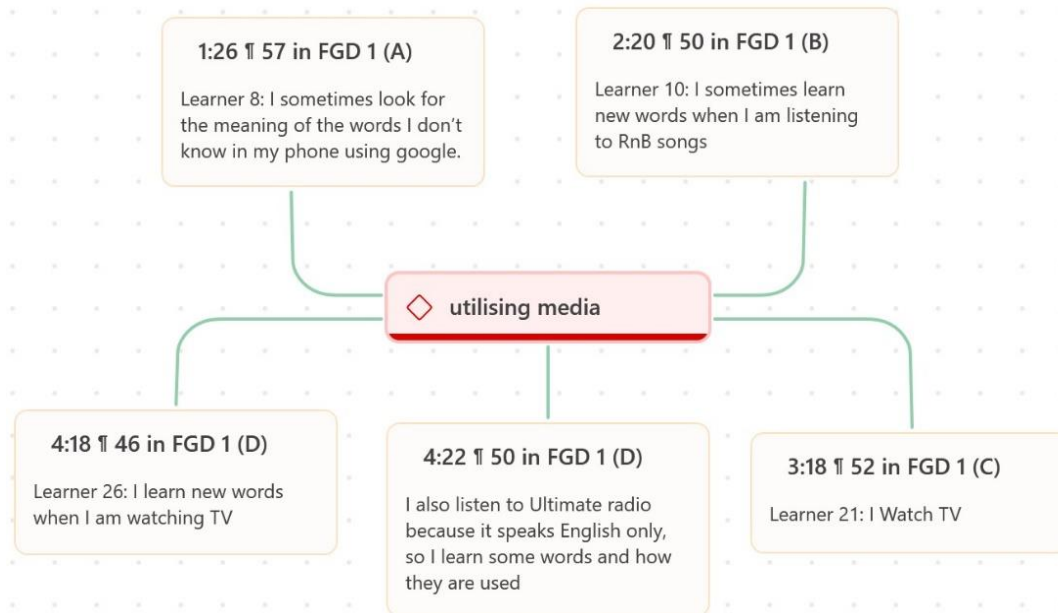 1:26 ¶ 57 in FGD 1 (A)
Learner 8: I sometimes look for
the meaning of the words I don't
know in my phone using google.
2:20 ¶ 50 in FGD 1 (B)
Learner 10: I sometimes learn
new words when I am listening
to RnB songs
utilising media
4:18 ¶ 46 in FGD 1 (D)
Learner 26: I learn new words
when I am watching TV
4:22 ¶ 50 in FGD 1 (D)
I also listen to Ultimate radio
because it speaks English only,
so I learn some words and how
they are used
3:18 ¶ 52 in FGD 1 (C)
Learner 21: I Watch TV